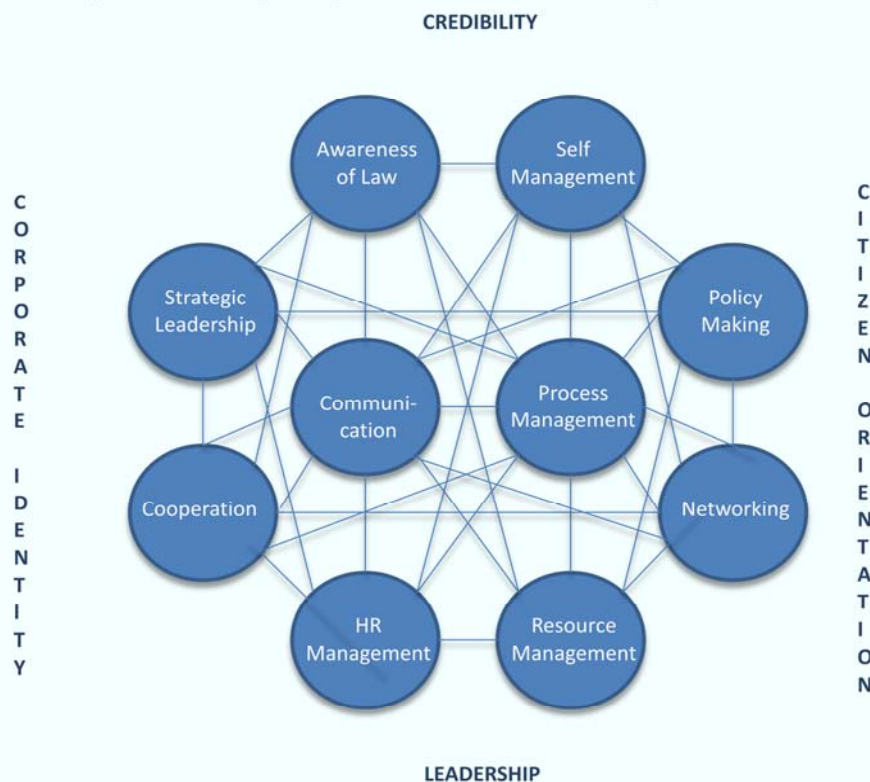 CREDIBILITY
Awareness
of Law
Self
Management
CORPORATE IDENTITY
CITIZEN ORIENTATION
Strategic
Leadership
Policy
Making
Communi-
cation
Process
Management
Cooperation
Networking
HR
Management
Resource
Management
LEADERSHIP